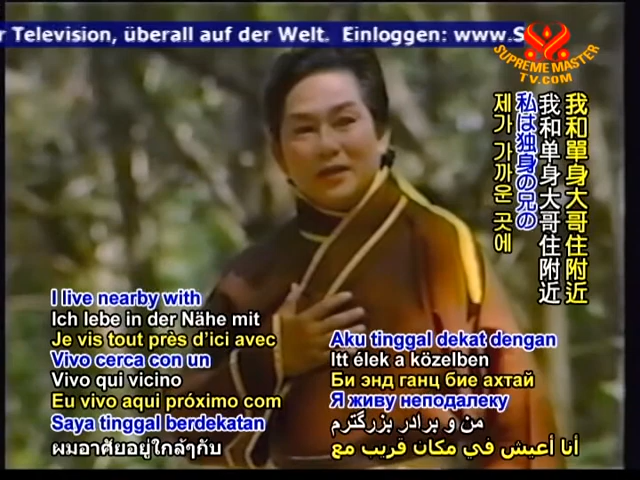 r Television, überall auf der Welt. Einloggen: www.S
SUPREME MASTER
TV.COM
我和單身大哥住附近
我和单身大哥住附近
私は独身の兄の
제가 가까운 곳에
I live nearby with
Ich lebe in der Nähe mit
Je vis tout près d'ici avec
Vivo cerca con un
Vivo qui vicino
Eu vivo aqui próximo com
Saya tinggal berdekatan
ผมอาศัยอยู่ใกล้ๆกับ
Aku tinggal dekat dengan
Itt élek a közelben
Би энд ганц бие ахтай
Я живу неподалеку
من و برادر بزرگترم
أنا أعيش في مكان قريب مع